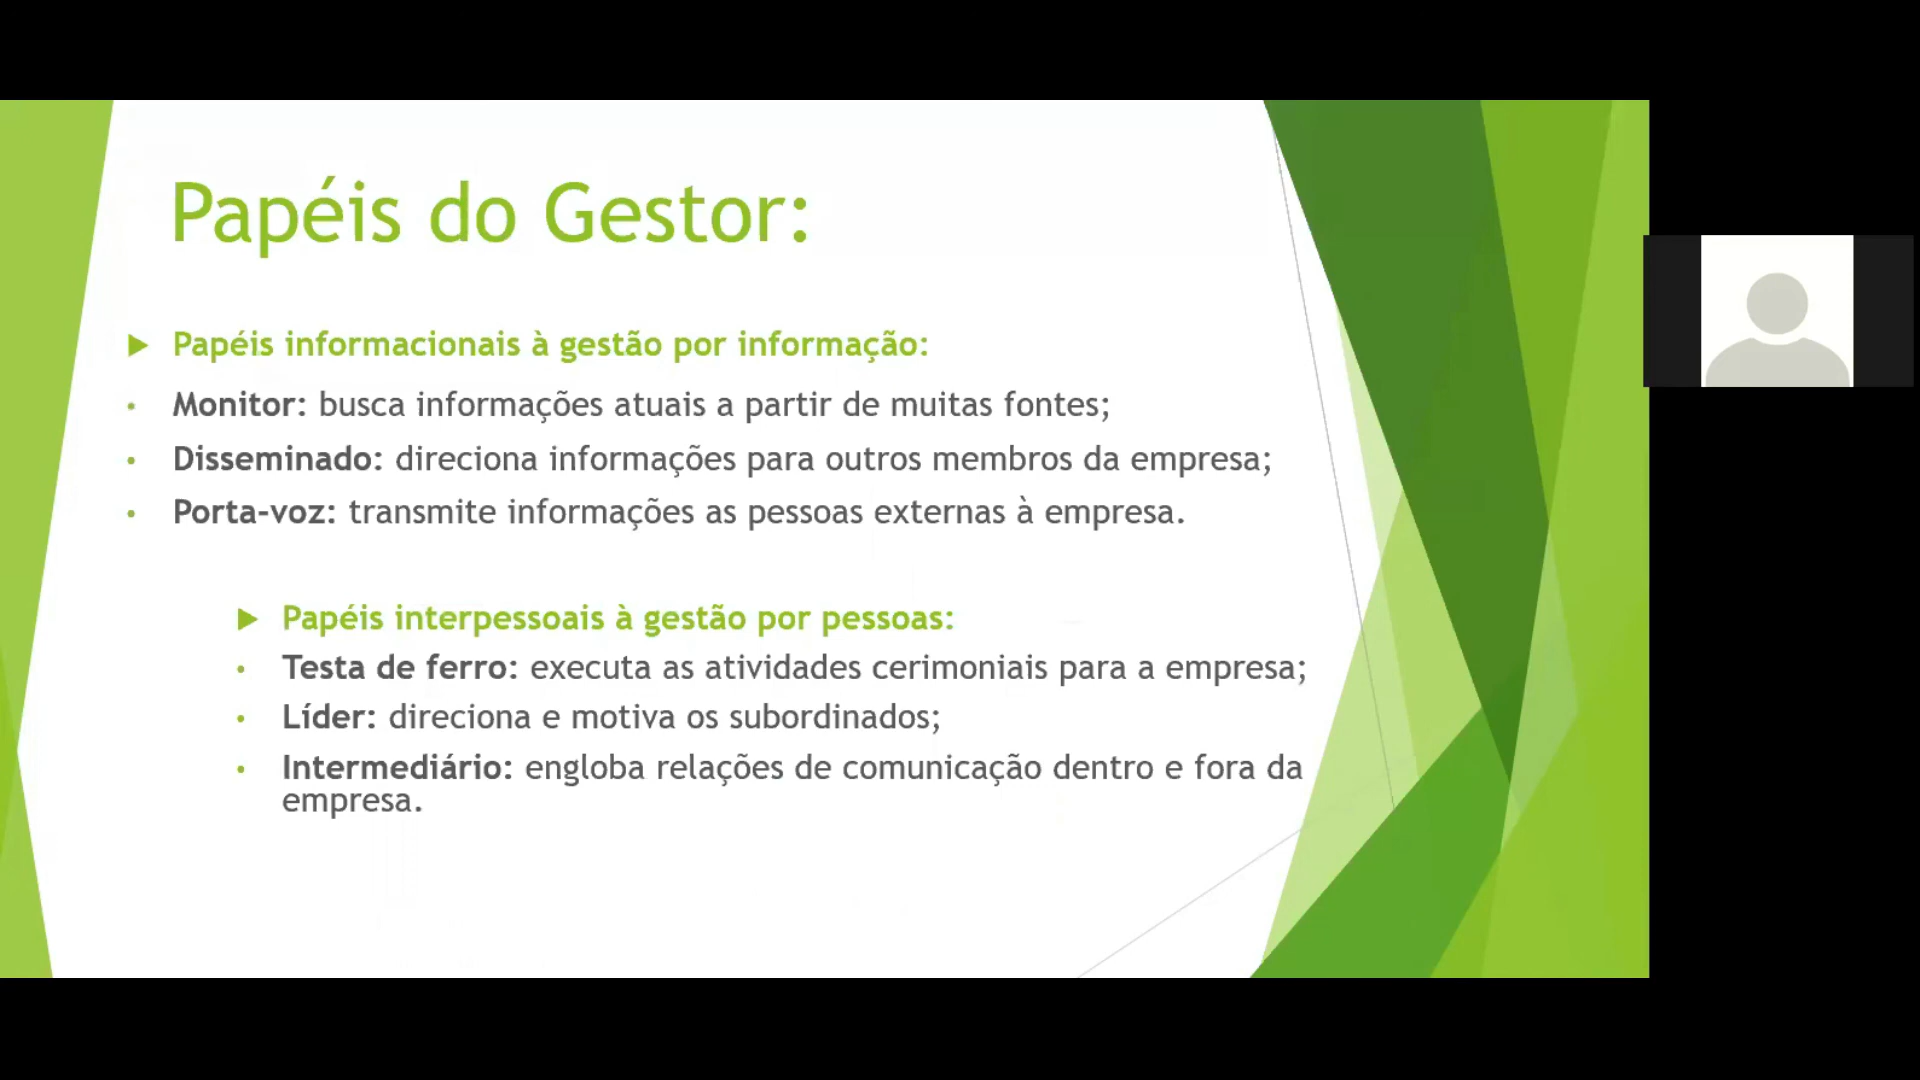 Papéis do Gestor:
Papéis informacionais à gestão por informação:
Monitor: busca informações atuais a partir de muitas fontes;
Disseminado: direciona informações para outros membros da empresa;
Porta-voz: transmite informações as pessoas externas à empresa.
Papéis interpessoais à gestão por pessoas:
Testa de ferro: executa as atividades cerimoniais para a empresa;
Líder: direciona e motiva os subordinados;
Intermediário: engloba relações de comunicação dentro e fora da
empresa.